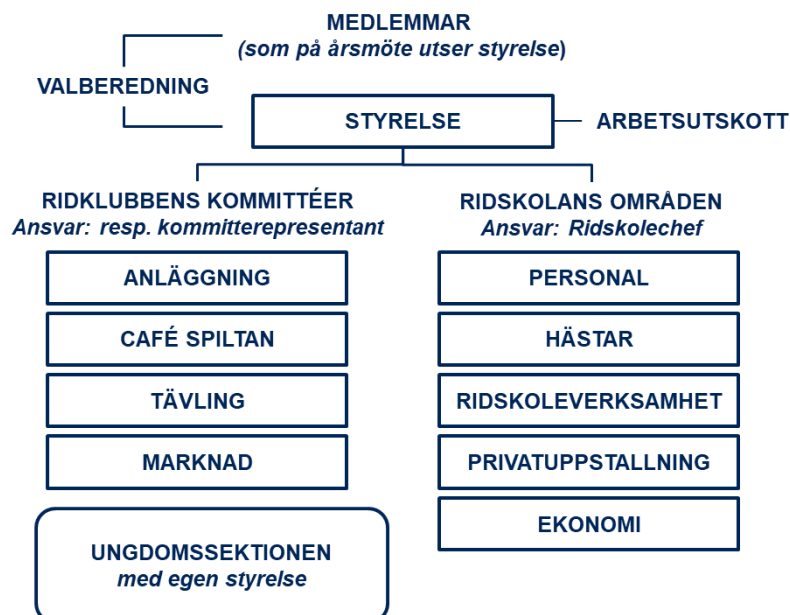 MEDLEMMAR
(som på årsmöte utser styrelse)
VALBEREDNING
STYRELSE
ARBETSUTSKOTT
RIDKLUBBENS KOMMITTÉER
Ansvar: resp. kommitterepresentant
ANLÄGGNING
CAFÉ SPILTAN
TÄVLING
MARKNAD
UNGDOMSSEKTIONEN
med egen styrelse
RIDSKOLANS OMRÅDEN
Ansvar: Ridskolechef
PERSONAL
HÄSTAR
RIDSKOLEVERKSAMHET
PRIVATUPPSTALLNING
EKONOMI